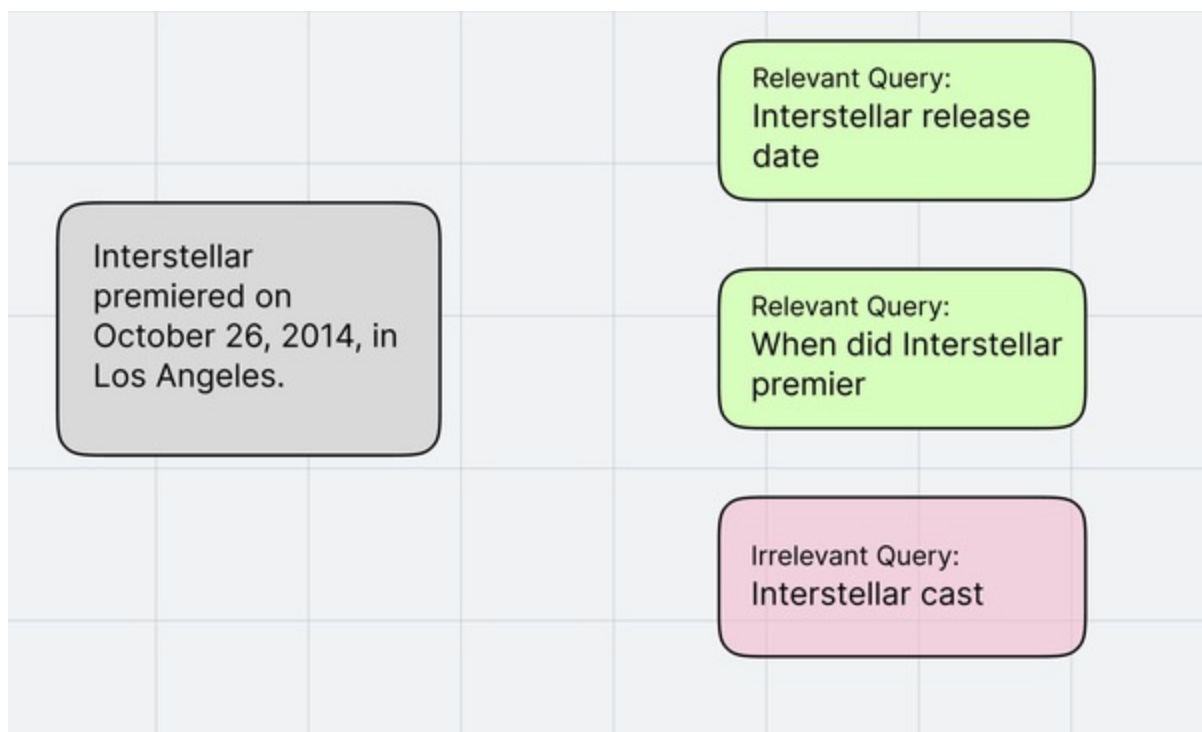 Interstellar
premiered on
October 26, 2014, in
Los Angeles.
Relevant Query:
Interstellar release
date
Relevant Query:
When did Interstellar
premier
Irrelevant Query:
Interstellar cast